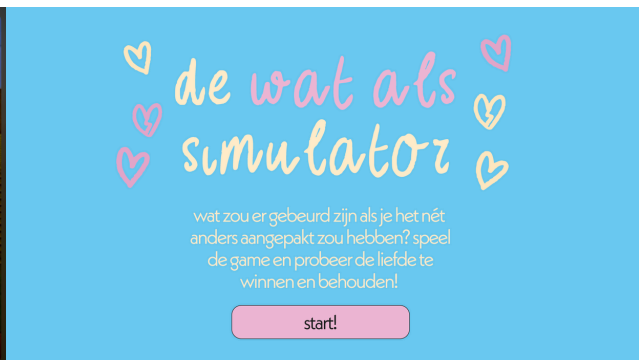 de wat als
simulator
wat zou er gebeurd zijn als je het nét
anders aangepakt zou hebben? speel
de game en probeer de liefde te
winnen en behouden!
start!